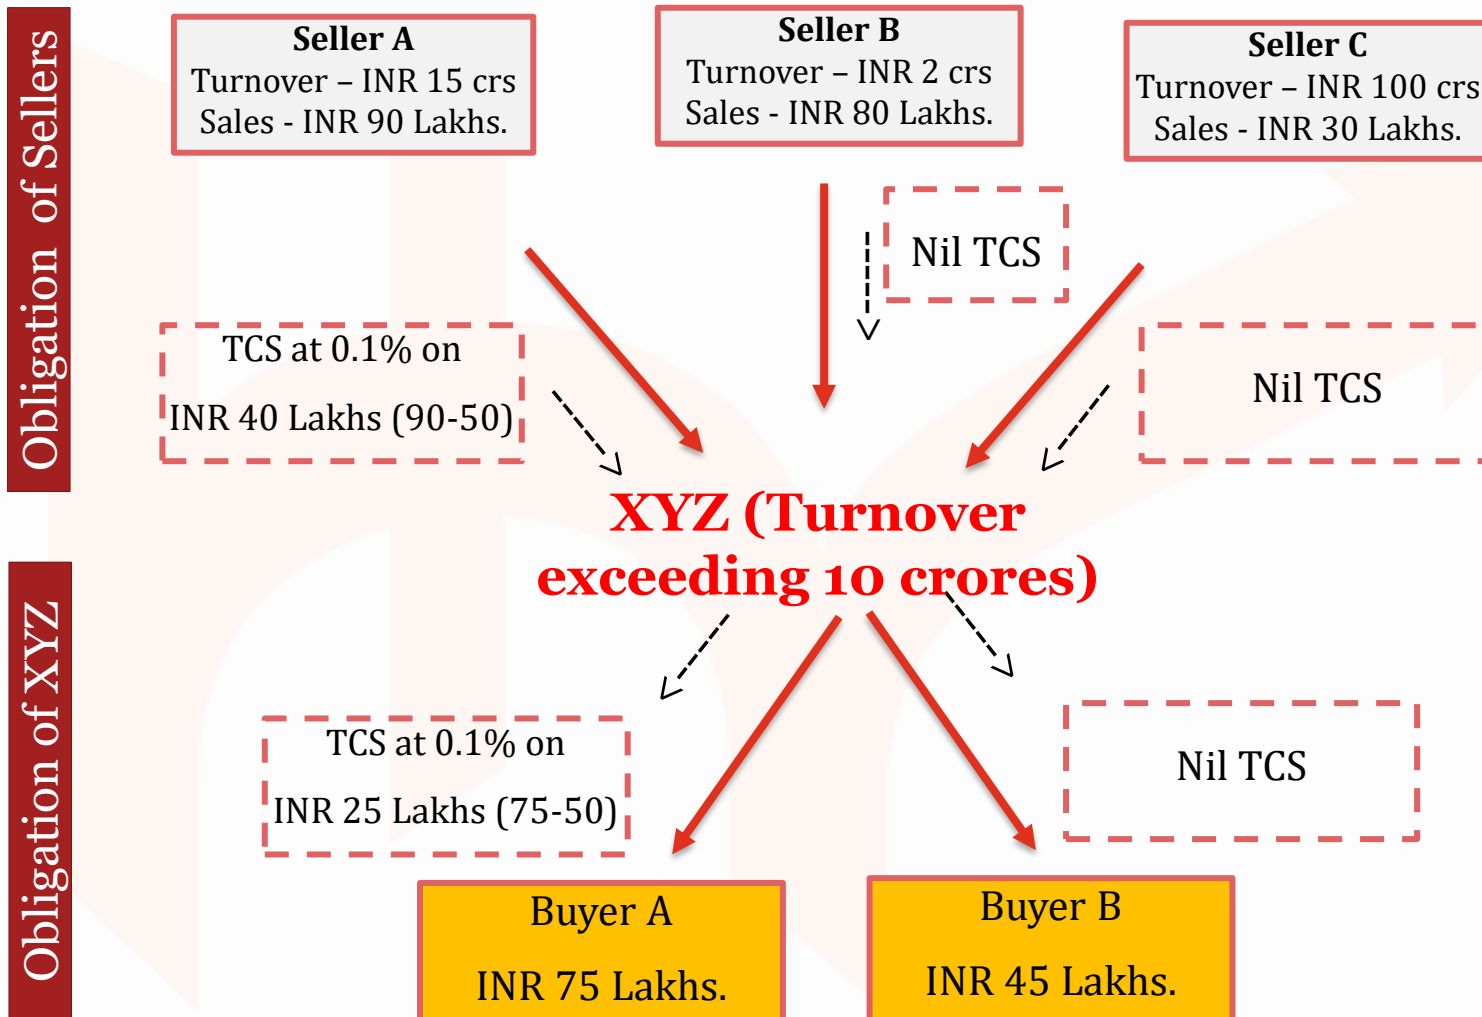 Obligation of Sellers
Seller A
Turnover – INR 15 crs
Sales - INR 90 Lakhs.
Seller B
Turnover – INR 2 crs
Sales - INR 80 Lakhs.
Seller C
Turnover – INR 100 crs
Sales - INR 30 Lakhs.
TCS at 0.1% on
INR 40 Lakhs (90-50)
Nil TCS
Nil TCS
XYZ (Turnover
exceeding 10 crores)
Obligation of XYZ
TCS at 0.1% on
INR 25 Lakhs (75-50)
Nil TCS
Buyer A
INR 75 Lakhs.
Buyer B
INR 45 Lakhs.